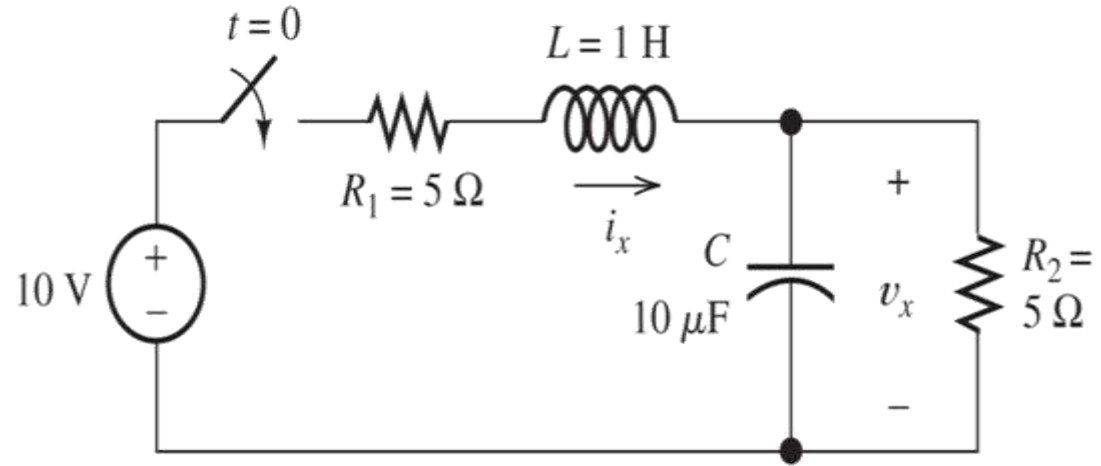 t = 0
L = 1 H
R₁ = 5 Ω
iₓ
10 V
+
−
C
10 μF
+
vₓ
−
R₂ =
5 Ω